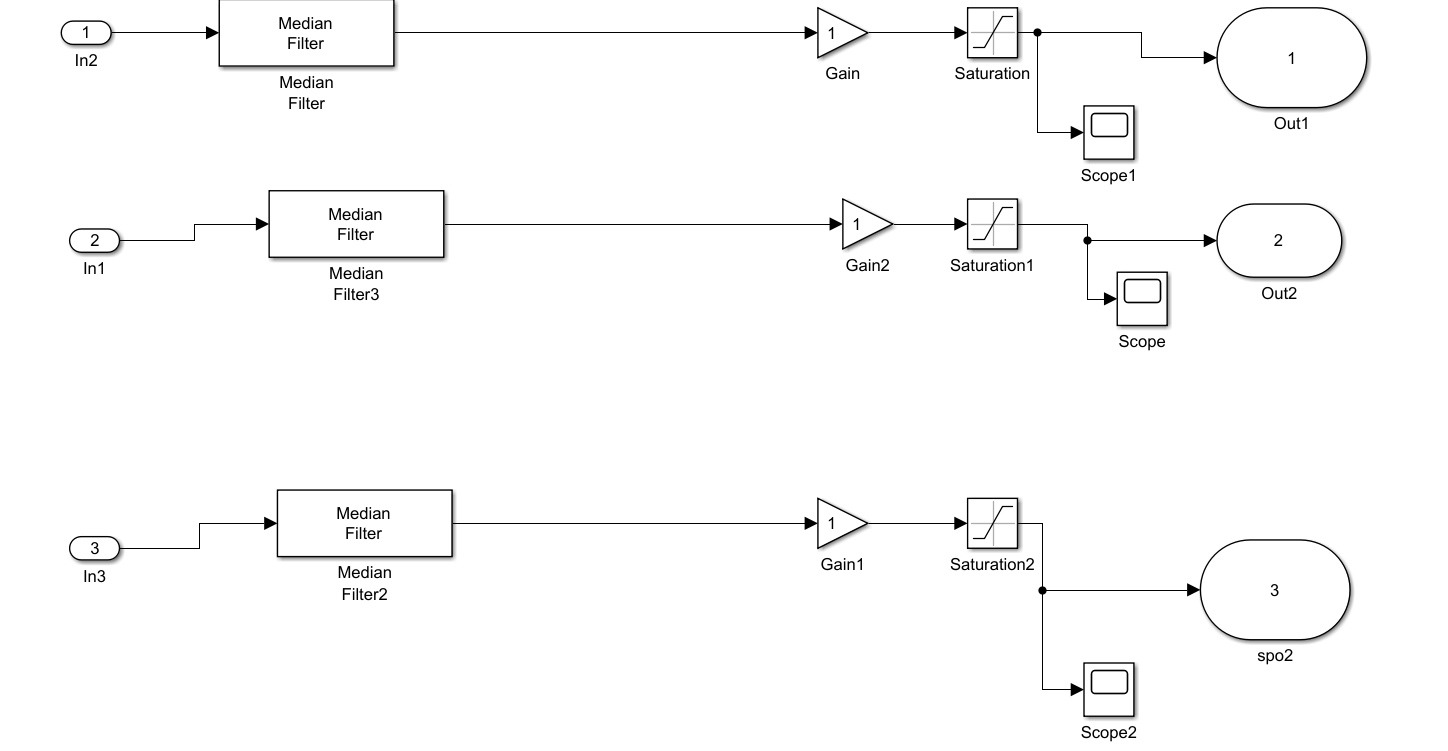 1
In2
Median
Filter
Median
Filter
1
Gain
Saturation
1
Out1
Scope1
2
In1
Median
Filter
Median
Filter3
1
Gain2
Saturation1
2
Out2
Scope
3
In3
Median
Filter
Median
Filter2
1
Gain1
Saturation2
3
spo2
Scope2